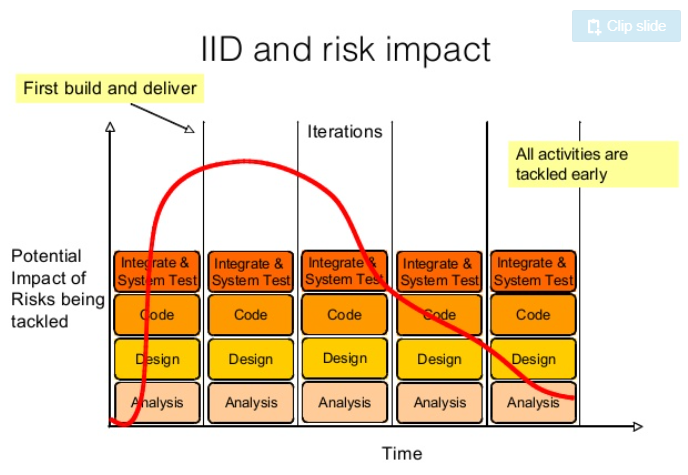 Clip slide
IID and risk impact
First build and deliver
Iterations
All activities are
tackled early
Potential
Impact of
Risks being
tackled
Integrate &
System Test
Integrate &
System Test
Integrate &
System Test
Integrate &
System Test
Integrate &
System Test
Code
Code
Code
Code
Code
Design
Design
Design
Design
Design
Analysis
Analysis
Analysis
Analysis
Analysis
Time